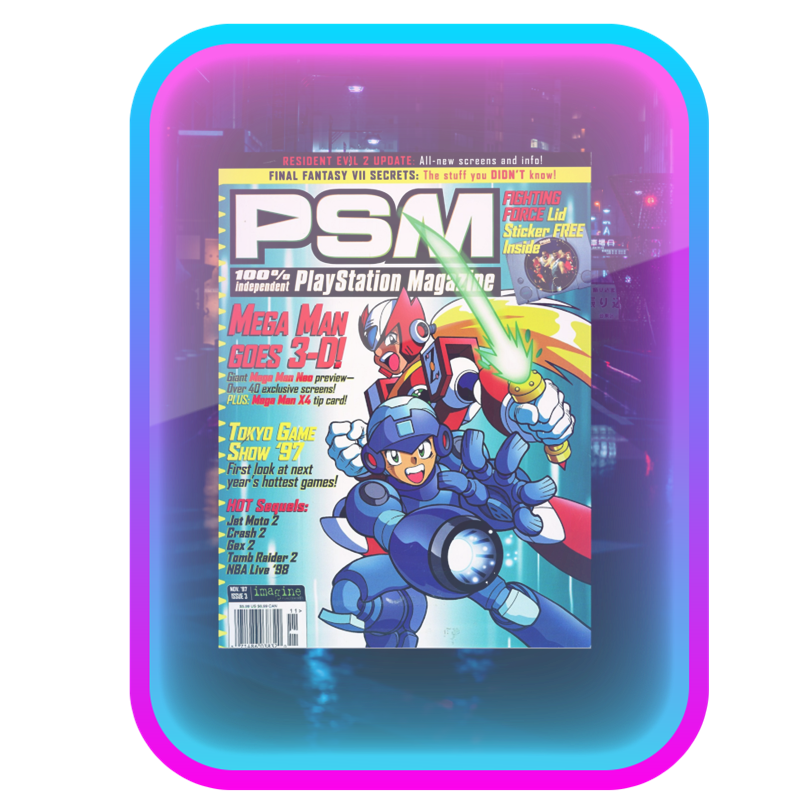 RESIDENT EVIL 2 UPDATE: All-new screens and info!
FINAL FANTASY VII SECRETS: The stuff you DIDN'T know!
PSM
100% independent PlayStation Magazine
FIGHTING
FORCE Lid
Sticker FREE
Inside
MEGA MAN
GOES 3-D!
Giant Mega Man Neo preview—
Over 40 exclusive screens!
PLUS: Mega Man X4 tip card!
TOKYO GAME
SHOW '97
First look at next
year's hottest games!
HOT Sequels:
Jet Moto 2
Crash 2
Gex 2
Tomb Raider 2
NBA Live '98
NOV. '97
ISSUE 3
imagine
11>